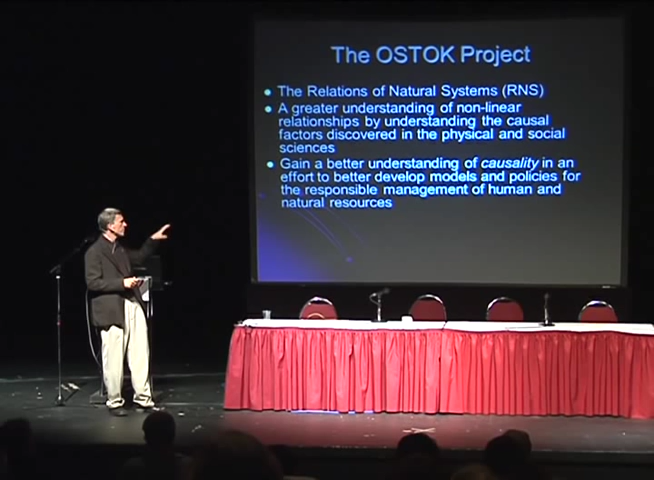 The OSTOK Project
• The Relations of Natural Systems (RNS)
• A greater understanding of non-linear
relationships by understanding the causal
factors discovered in the physical and social
sciences
• Gain a better understanding of causality in an
effort to better develop models and policies for
the responsible management of human and
natural resources